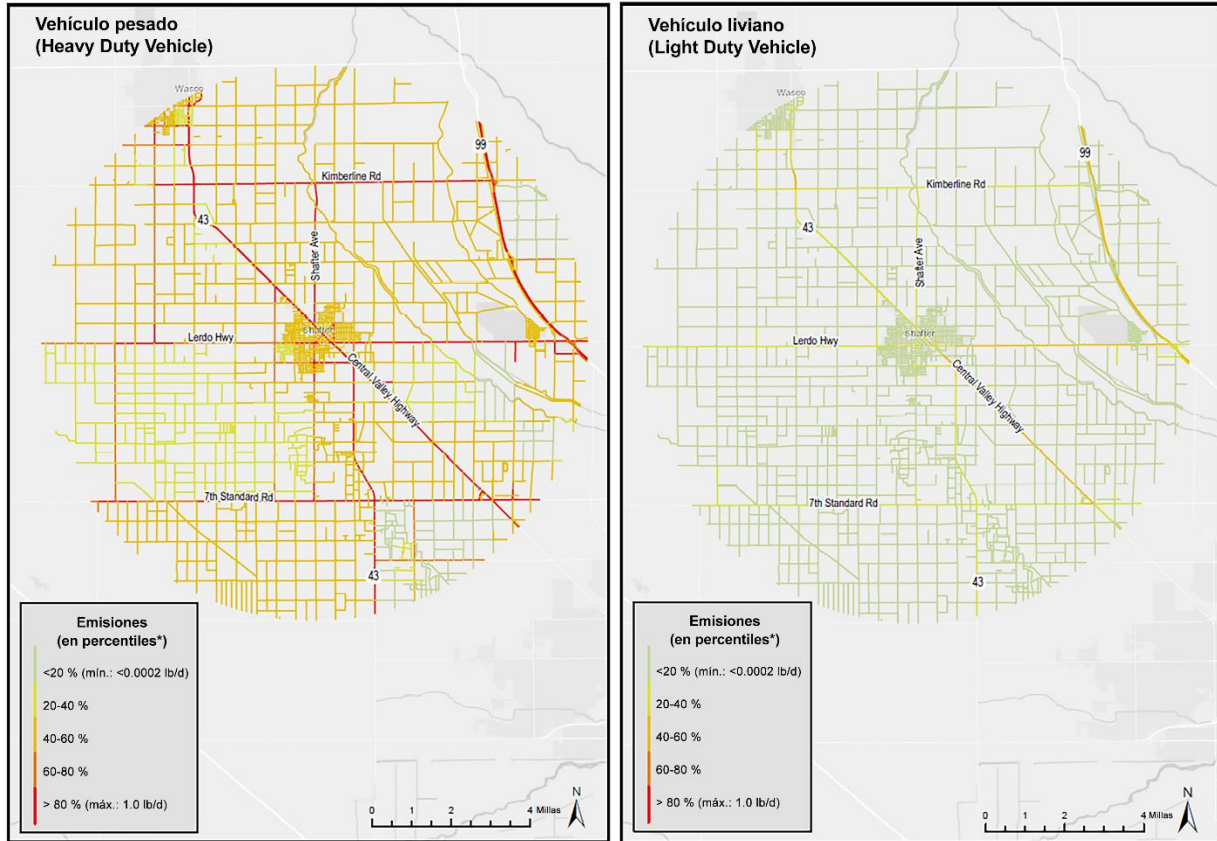 Vehículo pesado
(Heavy Duty Vehicle)
Wasco
99
Kimberline Rd
43
Shafter Ave
Shafter
Lerdo Hwy
Central Valley Highway
7th Standard Rd
43
Emisiones
(en percentiles*)
<20 % (mín.: <0.0002 lb/d)
20-40 %
40-60 %
60-80 %
> 80 % (máx.: 1.0 lb/d)
0 1 2 4 Millas
N
Vehículo liviano
(Light Duty Vehicle)
Wasco
99
Kimberline Rd
43
Shafter Ave
Shafter
Lerdo Hwy
Central Valley Highway
7th Standard Rd
43
Emisiones
(en percentiles*)
<20 % (mín.: <0.0002 lb/d)
20-40 %
40-60 %
60-80 %
> 80 % (máx.: 1.0 lb/d)
0 1 2 4 Millas
N